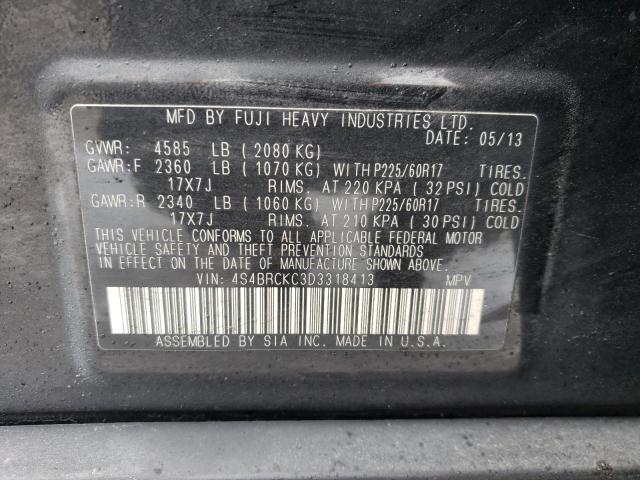 MFD BY FUJI HEAVY INDUSTRIES LTD.
DATE: 05/13
GVWR: 4585 LB (2080 KG)
GAWR:F 2360 LB (1070 KG) WITH P225/60R17 TIRES.
17X7J RIMS. AT 220 KPA (32 PSI) COLD
GAWR:R 2340 LB (1060 KG) WITH P225/60R17 TIRES.
17X7J RIMS. AT 210 KPA (30 PSI) COLD
THIS VEHICLE CONFORMS TO ALL APPLICABLE FEDERAL MOTOR
VEHICLE SAFETY AND THEFT PREVENTION STANDARDS
IN EFFECT ON THE DATE OF MANUFACTURE SHOWN ABOVE.
VIN: 4S4BRCKC3D3318413 MPV
ASSEMBLED BY SIA INC. MADE IN U.S.A.